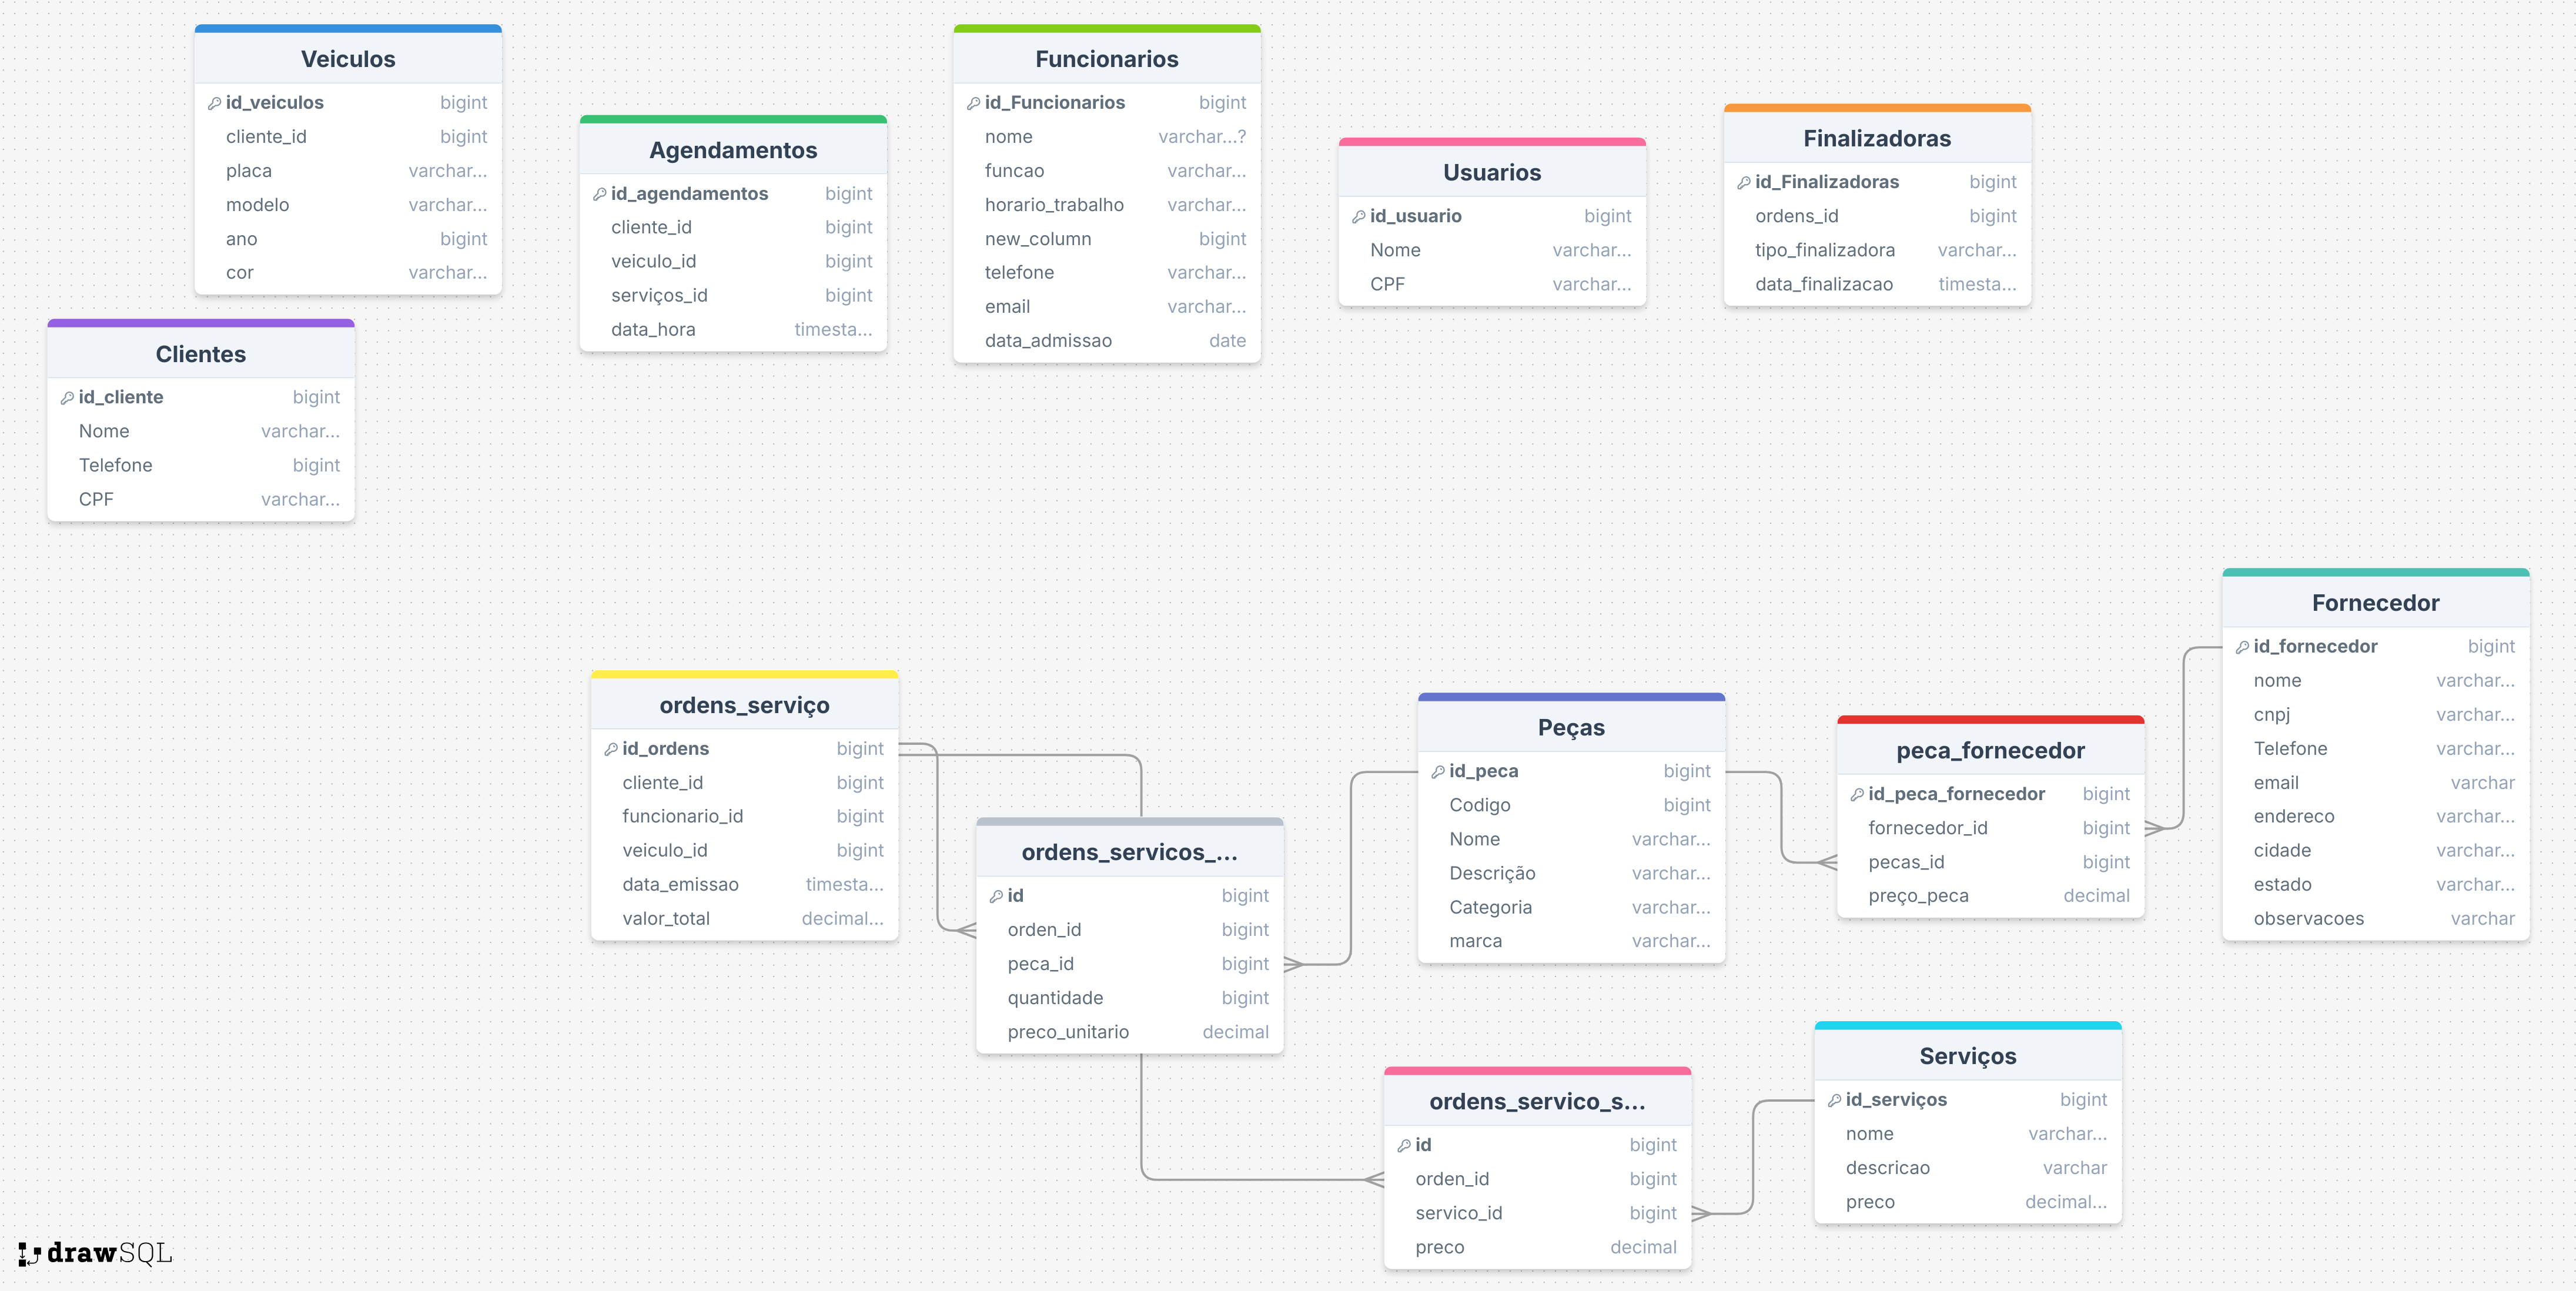 Veiculos
id_veiculos bigint
cliente_id bigint
placa varchar...
modelo varchar...
ano bigint
cor varchar...
Clientes
id_cliente bigint
Nome varchar...
Telefone bigint
CPF varchar...
Agendamentos
id_agendamentos bigint
cliente_id bigint
veiculo_id bigint
serviços_id bigint
data_hora timesta...
Funcionarios
id_Funcionarios bigint
nome varchar...?
funcao varchar...
horario_trabalho varchar...
new_column bigint
telefone varchar...
email varchar...
data_admissao date
Usuarios
id_usuario bigint
Nome varchar...
CPF varchar...
Finalizadoras
id_Finalizadoras bigint
ordens_id bigint
tipo_finalizadora varchar...
data_finalizacao timesta...
ordens_serviço
id_ordens bigint
cliente_id bigint
funcionario_id bigint
veiculo_id bigint
data_emissao timesta...
valor_total decimal...
ordens_servicos_...
id bigint
orden_id bigint
peca_id bigint
quantidade bigint
preco_unitario decimal
Peças
id_peca bigint
Codigo bigint
Nome varchar...
Descrição varchar...
Categoria varchar...
marca varchar...
peca_fornecedor
id_peca_fornecedor bigint
fornecedor_id bigint
pecas_id bigint
preço_peca decimal
Fornecedor
id_fornecedor bigint
nome varchar...
cnpj varchar...
Telefone varchar...
email varchar
endereco varchar...
cidade varchar...
estado varchar...
observacoes varchar
ordens_servico_s...
id bigint
orden_id bigint
servico_id bigint
preco decimal
Serviços
id_serviços bigint
nome varchar...
descricao varchar
preco decimal...
drawSQL